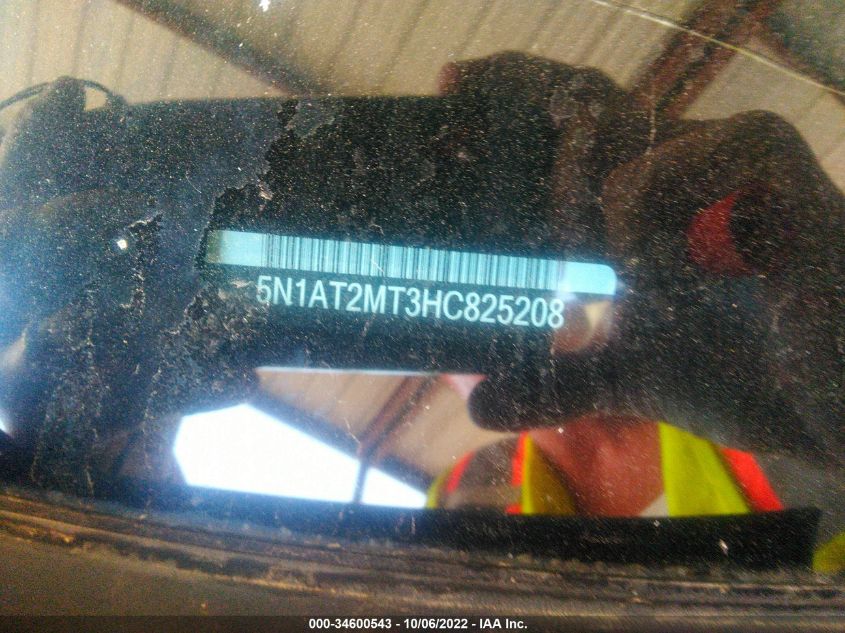 5N1AT2MT3HC825208
000-34600543 - 10/06/2022 - IAA Inc.